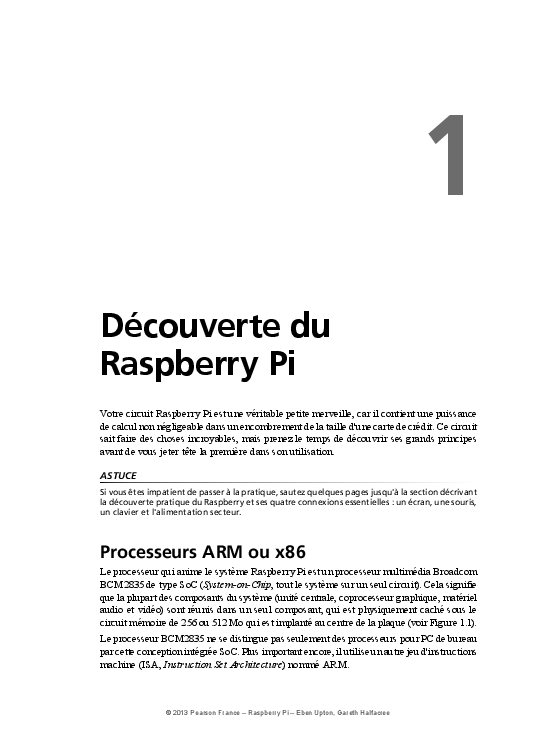 1
Découverte du
Raspberry Pi
Votre circuit Raspberry Pi est une véritable petite merveille, car il contient une puissance
de calcul non négligeable dans un encombrement de la taille d'une carte de crédit. Ce circuit
sait faire des choses incroyables, mais prenez le temps de découvrir ses grands principes
avant de vous jeter tête la première dans son utilisation.
ASTUCE
Si vous êtes impatient de passer à la pratique, sautez quelques pages jusqu'à la section décrivant
la découverte pratique du Raspberry et ses quatre connexions essentielles : un écran, une souris,
un clavier et l'alimentation secteur.
Processeurs ARM ou x86
Le processeur qui anime le système Raspberry Pi est un processeur multimédia Broadcom
BCM2835 de type SoC (System-on-Chip, tout le système sur un seul circuit). Cela signifie
que la plupart des composants du système (unité centrale, coprocesseur graphique, matériel
audio et vidéo) sont réunis dans un seul composant, qui est physiquement caché sous le
circuit mémoire de 256 ou 512 Mo qui est implanté au centre de la plaque (voir Figure 1.1).
Le processeur BCM2835 ne se distingue pas seulement des processeurs pour PC de bureau
par cette conception intégrée SoC. Plus important encore, il utilise un autre jeu d'instructions
machine (ISA, Instruction Set Architecture) nommé ARM.
© 2013 Pearson France – Raspberry Pi – Eben Upton, Gareth Halfacree